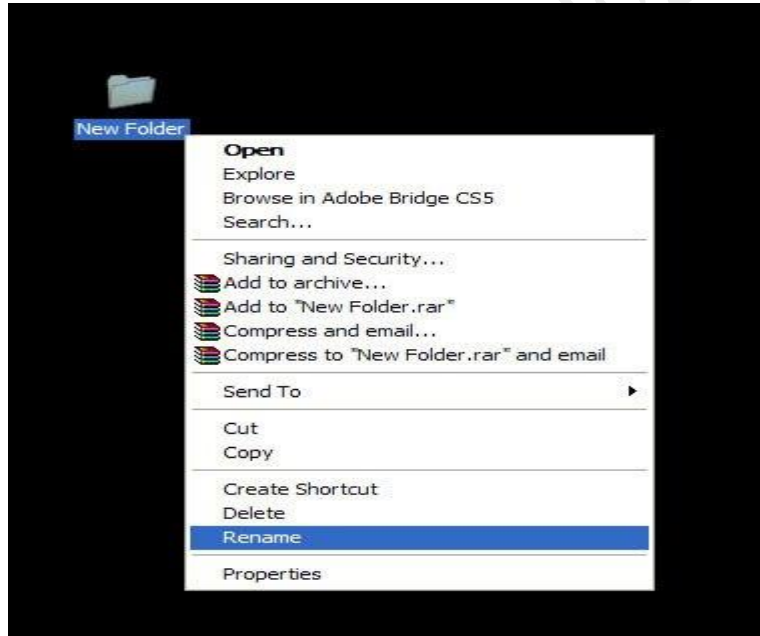 New Folder
Open
Explore
Browse in Adobe Bridge CS5
Search...
Sharing and Security...
Add to archive...
Add to "New Folder.rar"
Compress and email...
Compress to "New Folder.rar" and email
Send To
Cut
Copy
Create Shortcut
Delete
Rename
Properties